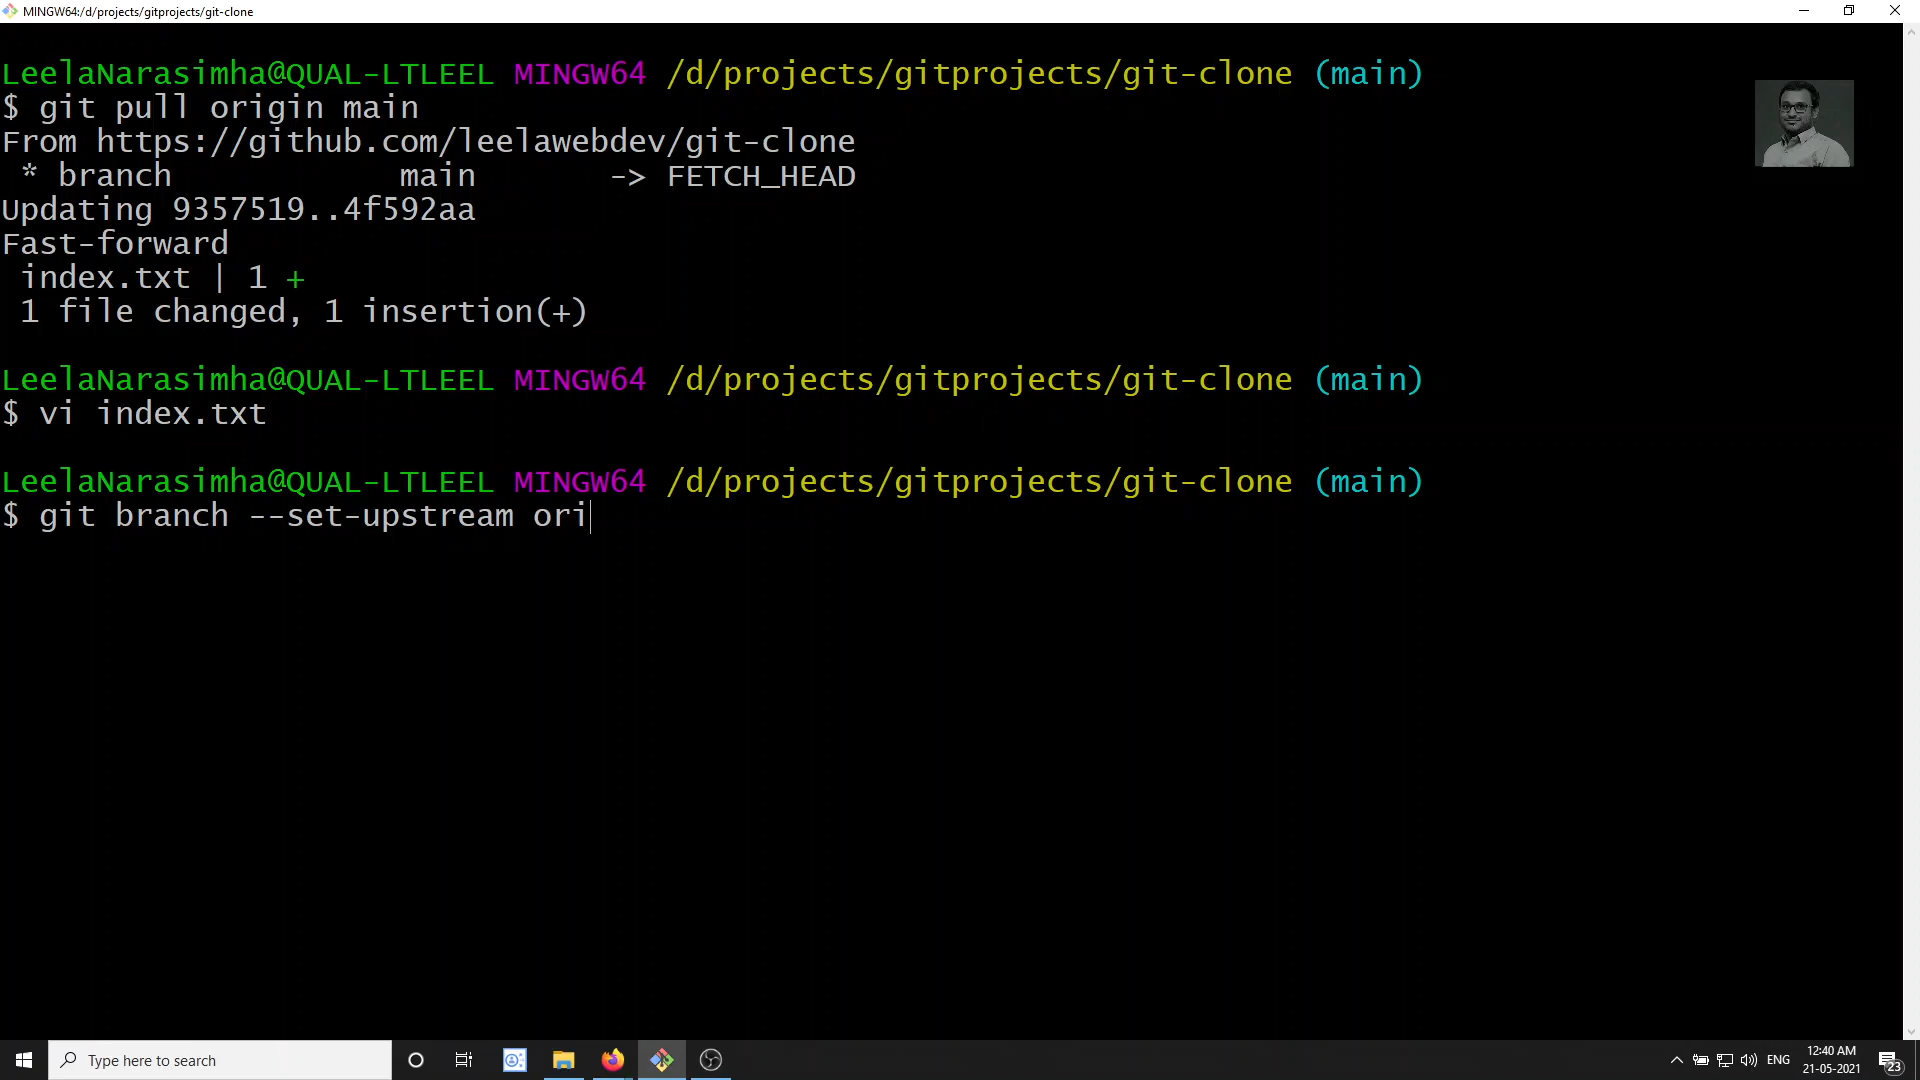 MINGW64:/d/projects/gitprojects/git-clone
LeelaNarasimha@QUAL-LTLEEL MINGW64 /d/projects/gitprojects/git-clone (main)
$ git pull origin main
From https://github.com/leelawebdev/git-clone
 * branch            main       -> FETCH_HEAD
Updating 9357519..4f592aa
Fast-forward
 index.txt | 1 +
 1 file changed, 1 insertion(+)
LeelaNarasimha@QUAL-LTLEEL MINGW64 /d/projects/gitprojects/git-clone (main)
$ vi index.txt
LeelaNarasimha@QUAL-LTLEEL MINGW64 /d/projects/gitprojects/git-clone (main)
$ git branch --set-upstream ori
Type here to search
ENG
12:40 AM
21-05-2021
23